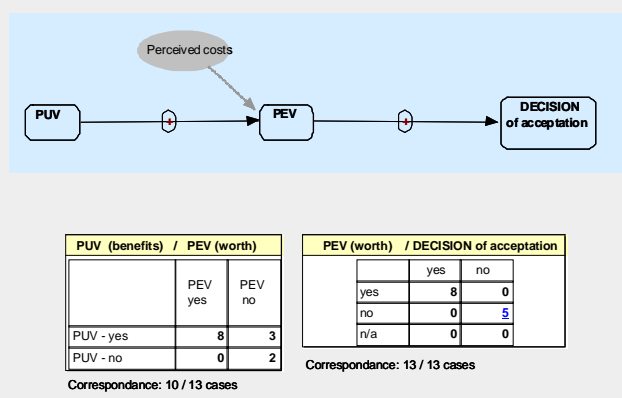 Perceived costs
PUV
+
PEV
+
DECISION
of acceptation
PUV (benefits) / PEV (worth)
PEV yes PEV no
PUV - yes 8 3
PUV - no 0 2
Correspondance: 10 / 13 cases
PEV (worth) / DECISION of acceptation
yes no
yes 8 0
no 0 5
n/a 0 0
Correspondance: 13 / 13 cases